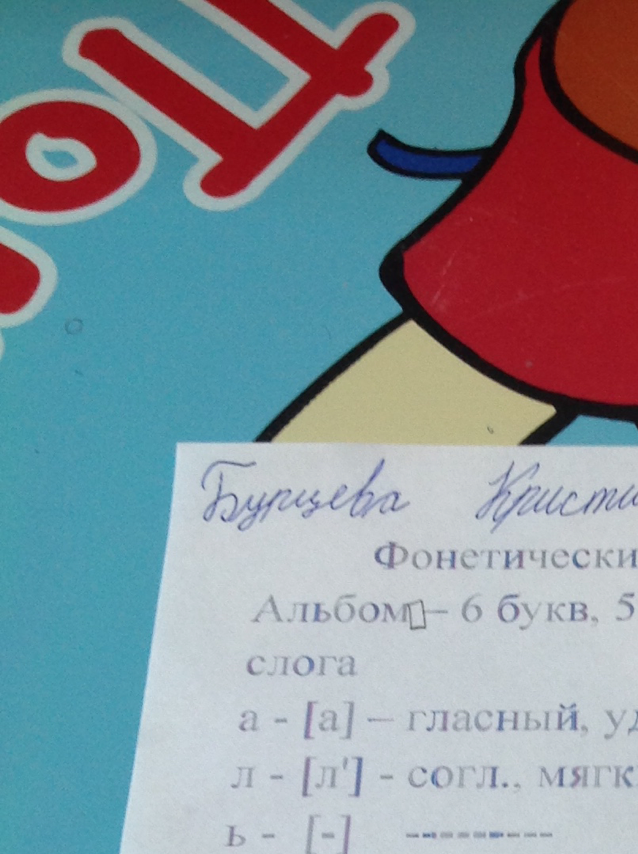 Бурцева Кристи
Фонетически
Альбом – 6 букв, 5
слога
а - [а] – гласный, уд
л - [л'] - согл., мягк
ь - [-] ---------